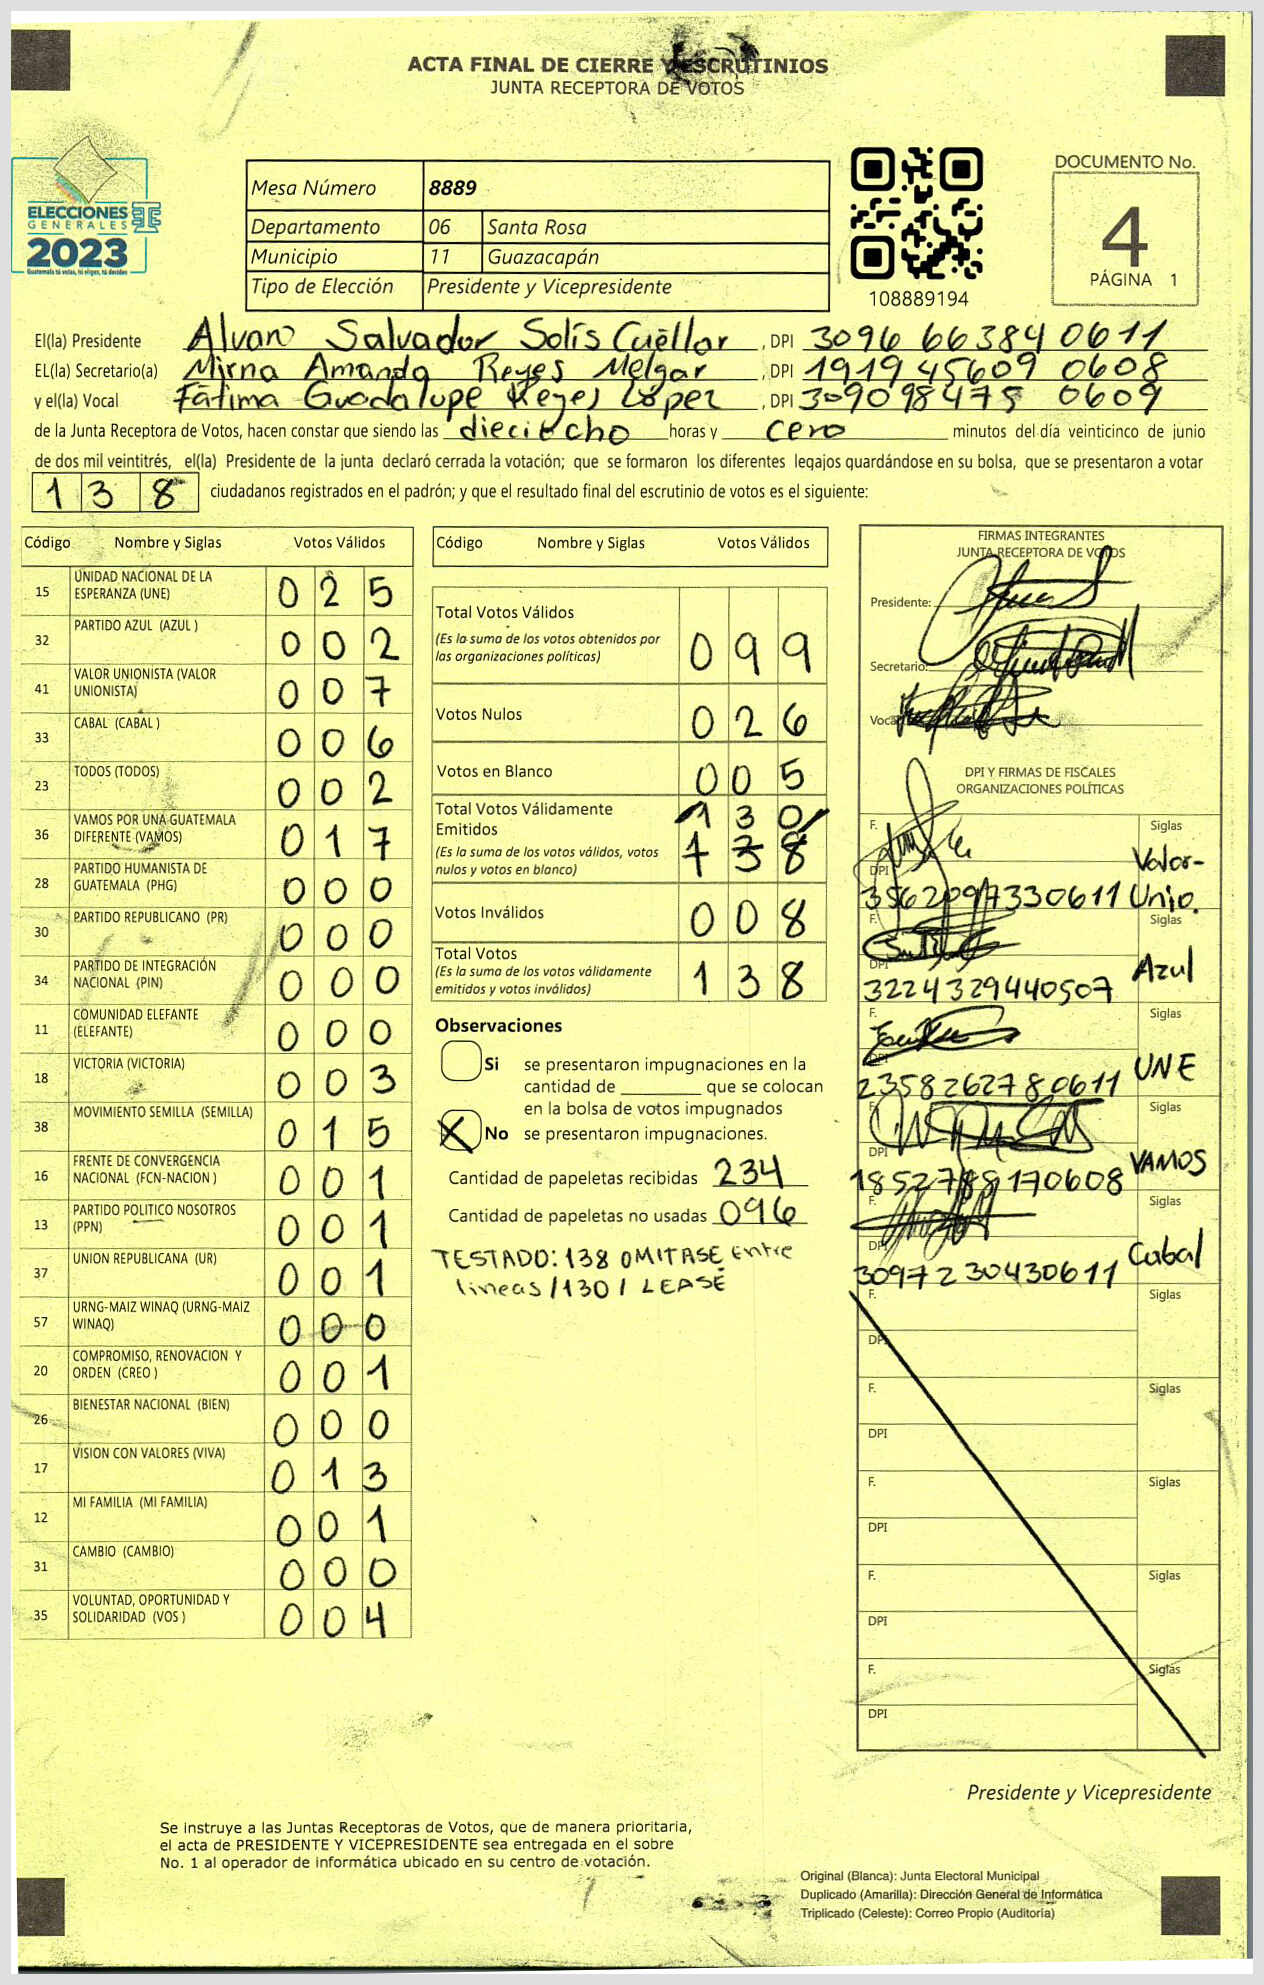 ACTA FINAL DE CIERRE Y ESCRUTINIOS
JUNTA RECEPTORA DE VOTOS
ELECCIONES
GENERALES
2023
Guatemala tú votas, tú eliges, tú decides
Mesa Número 8889
Departamento 06 Santa Rosa
Municipio 11 Guazacapán
Tipo de Elección Presidente y Vicepresidente
108889194
DOCUMENTO No.
4
PÁGINA 1
El(la) Presidente Alvaro Salvador Solís Cuéllar, DPI 3096 66384 0611
EL(la) Secretario(a) Mirna Amanda Reyes Melgar, DPI 1919 45609 0608
y el(la) Vocal Fátima Guadalupe Reyes López, DPI 309098475 0609
de la Junta Receptora de Votos, hacen constar que siendo las dieciocho horas y cero minutos del día veinticinco de junio
de dos mil veintitrés, el(la) Presidente de la junta declaró cerrada la votación; que se formaron los diferentes legajos guardándose en su bolsa, que se presentaron a votar
1 3 8 ciudadanos registrados en el padrón; y que el resultado final del escrutinio de votos es el siguiente:
Código Nombre y Siglas Votos Válidos
15 UNIDAD NACIONAL DE LA ESPERANZA (UNE) 0 2 5
32 PARTIDO AZUL (AZUL ) 0 0 2
41 VALOR UNIONISTA (VALOR UNIONISTA) 0 0 7
33 CABAL (CABAL ) 0 0 6
23 TODOS (TODOS) 0 0 2
36 VAMOS POR UNA GUATEMALA DIFERENTE (VAMOS) 0 1 7
28 PARTIDO HUMANISTA DE GUATEMALA (PHG) 0 0 0
30 PARTIDO REPUBLICANO (PR) 0 0 0
34 PARTIDO DE INTEGRACIÓN NACIONAL (PIN) 0 0 0
11 COMUNIDAD ELEFANTE (ELEFANTE) 0 0 0
18 VICTORIA (VICTORIA) 0 0 3
38 MOVIMIENTO SEMILLA (SEMILLA) 0 1 5
16 FRENTE DE CONVERGENCIA NACIONAL (FCN-NACION ) 0 0 1
13 PARTIDO POLITICO NOSOTROS (PPN) 0 0 1
37 UNION REPUBLICANA (UR) 0 0 1
57 URNG-MAIZ WINAQ (URNG-MAIZ WINAQ) 0 0 0
20 COMPROMISO, RENOVACION Y ORDEN (CREO ) 0 0 1
26 BIENESTAR NACIONAL (BIEN) 0 0 0
17 VISION CON VALORES (VIVA) 0 1 3
12 MI FAMILIA (MI FAMILIA) 0 0 1
31 CAMBIO (CAMBIO) 0 0 0
35 VOLUNTAD, OPORTUNIDAD Y SOLIDARIDAD (VOS ) 0 0 4
Código Nombre y Siglas Votos Válidos
Total Votos Válidos
(Es la suma de los votos obtenidos por las organizaciones políticas) 0 9 9
Votos Nulos 0 2 6
Votos en Blanco 0 0 5
Total Votos Válidamente Emitidos 1 3 0
(Es la suma de los votos válidos, votos nulos y votos en blanco) 1 3 8
Votos Inválidos 0 0 8
Total Votos
(Es la suma de los votos válidamente emitidos y votos inválidos) 1 3 8
Observaciones
Si se presentaron impugnaciones en la
cantidad de ________ que se colocan
en la bolsa de votos impugnados
X No se presentaron impugnaciones.
Cantidad de papeletas recibidas 234
Cantidad de papeletas no usadas 096
TESTADO: 138 OMITASE Entre
líneas /130/ LEASE
FIRMAS INTEGRANTES
JUNTA RECEPTORA DE VOTOS
Presidente:
Secretario:
Vocal
DPI Y FIRMAS DE FISCALES
ORGANIZACIONES POLÍTICAS
F. Siglas
DPI 3562097330611 Valor-Unio.
F. Siglas
DPI 3224329440507 Azul
F. Siglas
DPI 2358262780611 UNE
F. Siglas
DPI 1852788170608 VAMOS
F. Siglas
DPI 3097230430611 Cabal
F. Siglas
DPI
F. Siglas
DPI
F. Siglas
DPI
F. Siglas
DPI
F. Siglas
DPI
Presidente y Vicepresidente
Se instruye a las Juntas Receptoras de Votos, que de manera prioritaria,
el acta de PRESIDENTE Y VICEPRESIDENTE sea entregada en el sobre
No. 1 al operador de informática ubicado en su centro de votación.
Original (Blanca): Junta Electoral Municipal
Duplicado (Amarilla): Dirección General de Informática
Triplicado (Celeste): Correo Propio (Auditoría)